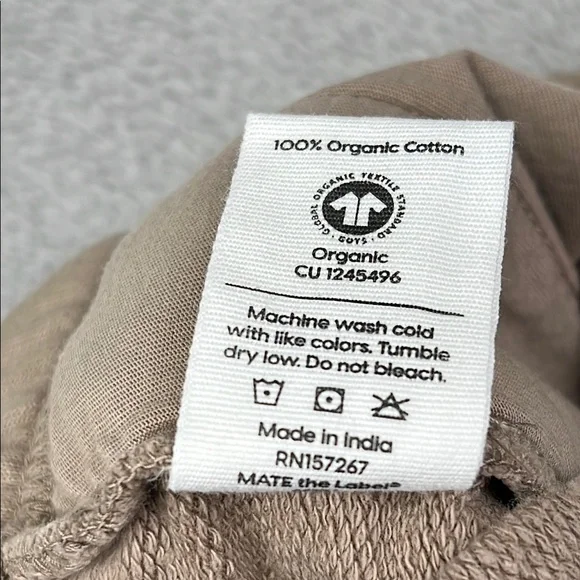 100% Organic Cotton
GLOBAL ORGANIC TEXTILE STANDARD · GOTS ·
Organic
CU 1245496
Machine wash cold
with like colors. Tumble
dry low. Do not bleach.
Made in India
RN157267
MATE the Label®